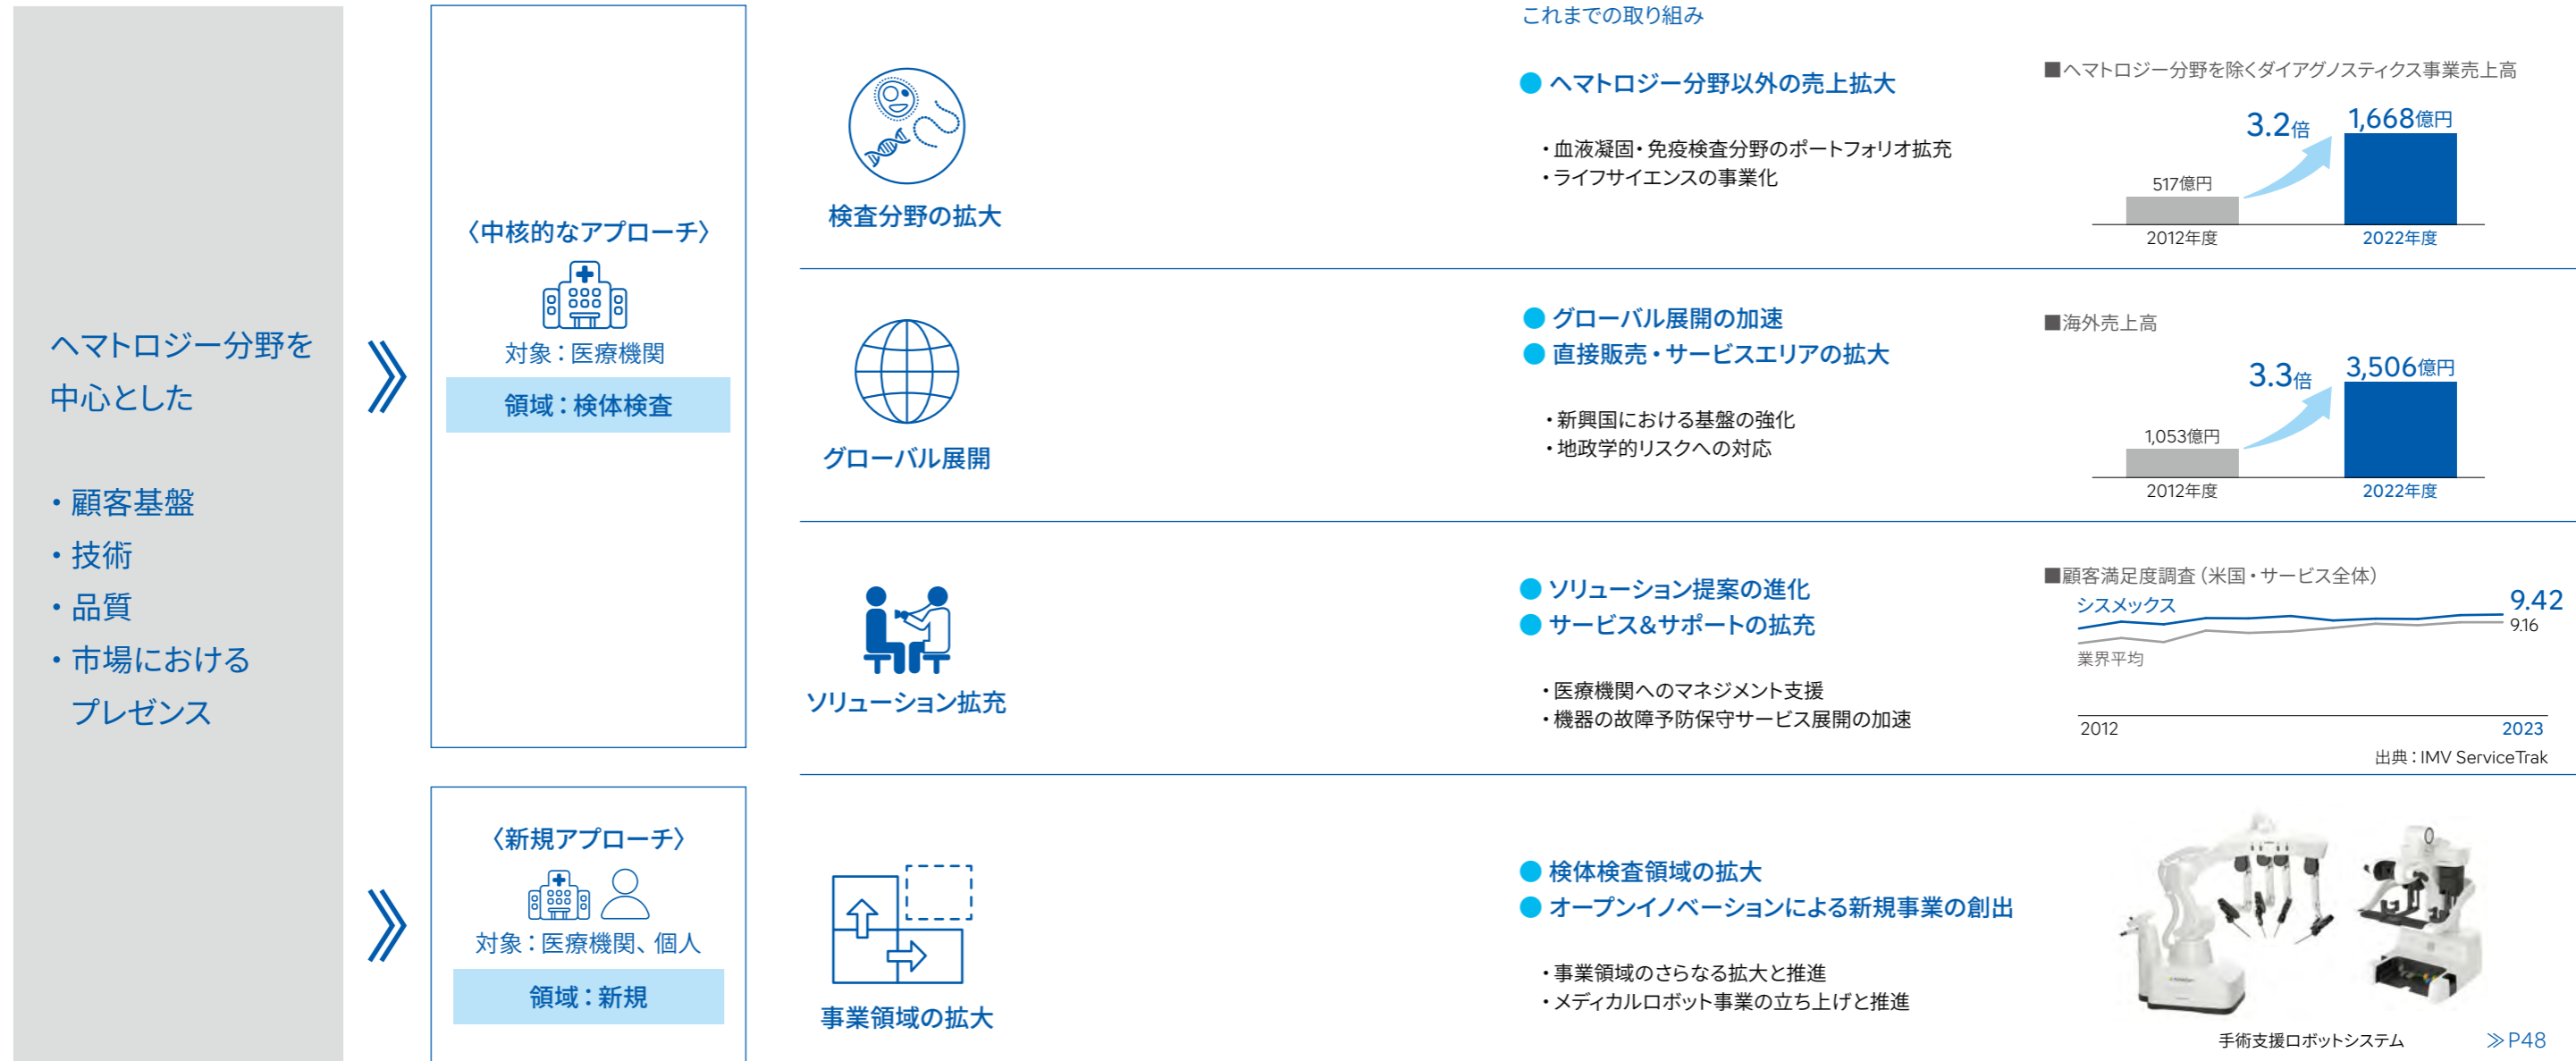 ヘマトロジー分野を
中心とした
・顧客基盤
・技術
・品質
・市場における
プレゼンス
〈中核的なアプローチ〉
対象：医療機関
領域：検体検査
〈新規アプローチ〉
対象：医療機関、個人
領域：新規
これまでの取り組み
検査分野の拡大
● ヘマトロジー分野以外の売上拡大
・血液凝固・免疫検査分野のポートフォリオ拡充
・ライフサイエンスの事業化
■ヘマトロジー分野を除くダイアグノスティクス事業売上高
3.2倍
1,668億円
517億円
2012年度
2022年度
グローバル展開
● グローバル展開の加速
● 直接販売・サービスエリアの拡大
・新興国における基盤の強化
・地政学的リスクへの対応
■海外売上高
3.3倍
3,506億円
1,053億円
2012年度
2022年度
ソリューション拡充
● ソリューション提案の進化
● サービス&サポートの拡充
・医療機関へのマネジメント支援
・機器の故障予防保守サービス展開の加速
■顧客満足度調査（米国・サービス全体）
シスメックス
9.42
9.16
業界平均
2012
2023
出典：IMV ServiceTrak
事業領域の拡大
● 検体検査領域の拡大
● オープンイノベーションによる新規事業の創出
・事業領域のさらなる拡大と推進
・メディカルロボット事業の立ち上げと推進
手術支援ロボットシステム
≫P48